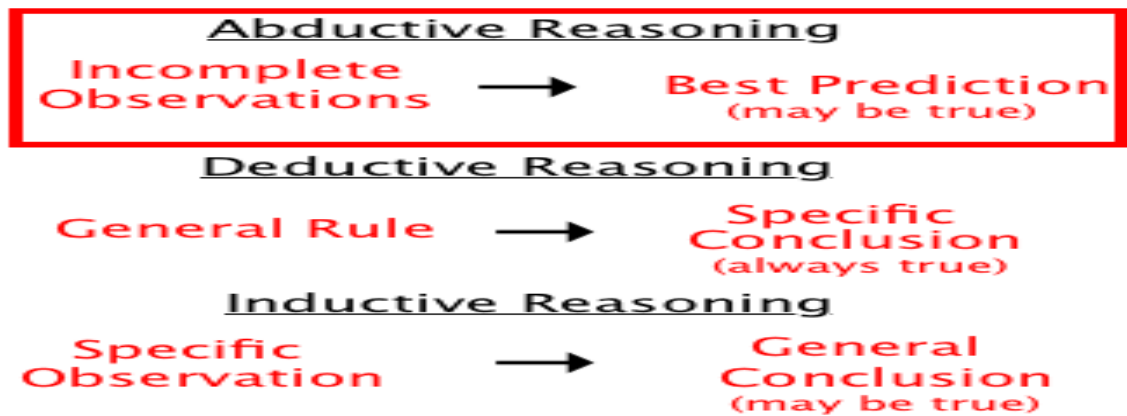 Abductive Reasoning
Incomplete
Observations
Best Prediction
(may be true)
Deductive Reasoning
General Rule
Specific
Conclusion
(always true)
Inductive Reasoning
Specific
Observation
General
Conclusion
(may be true)